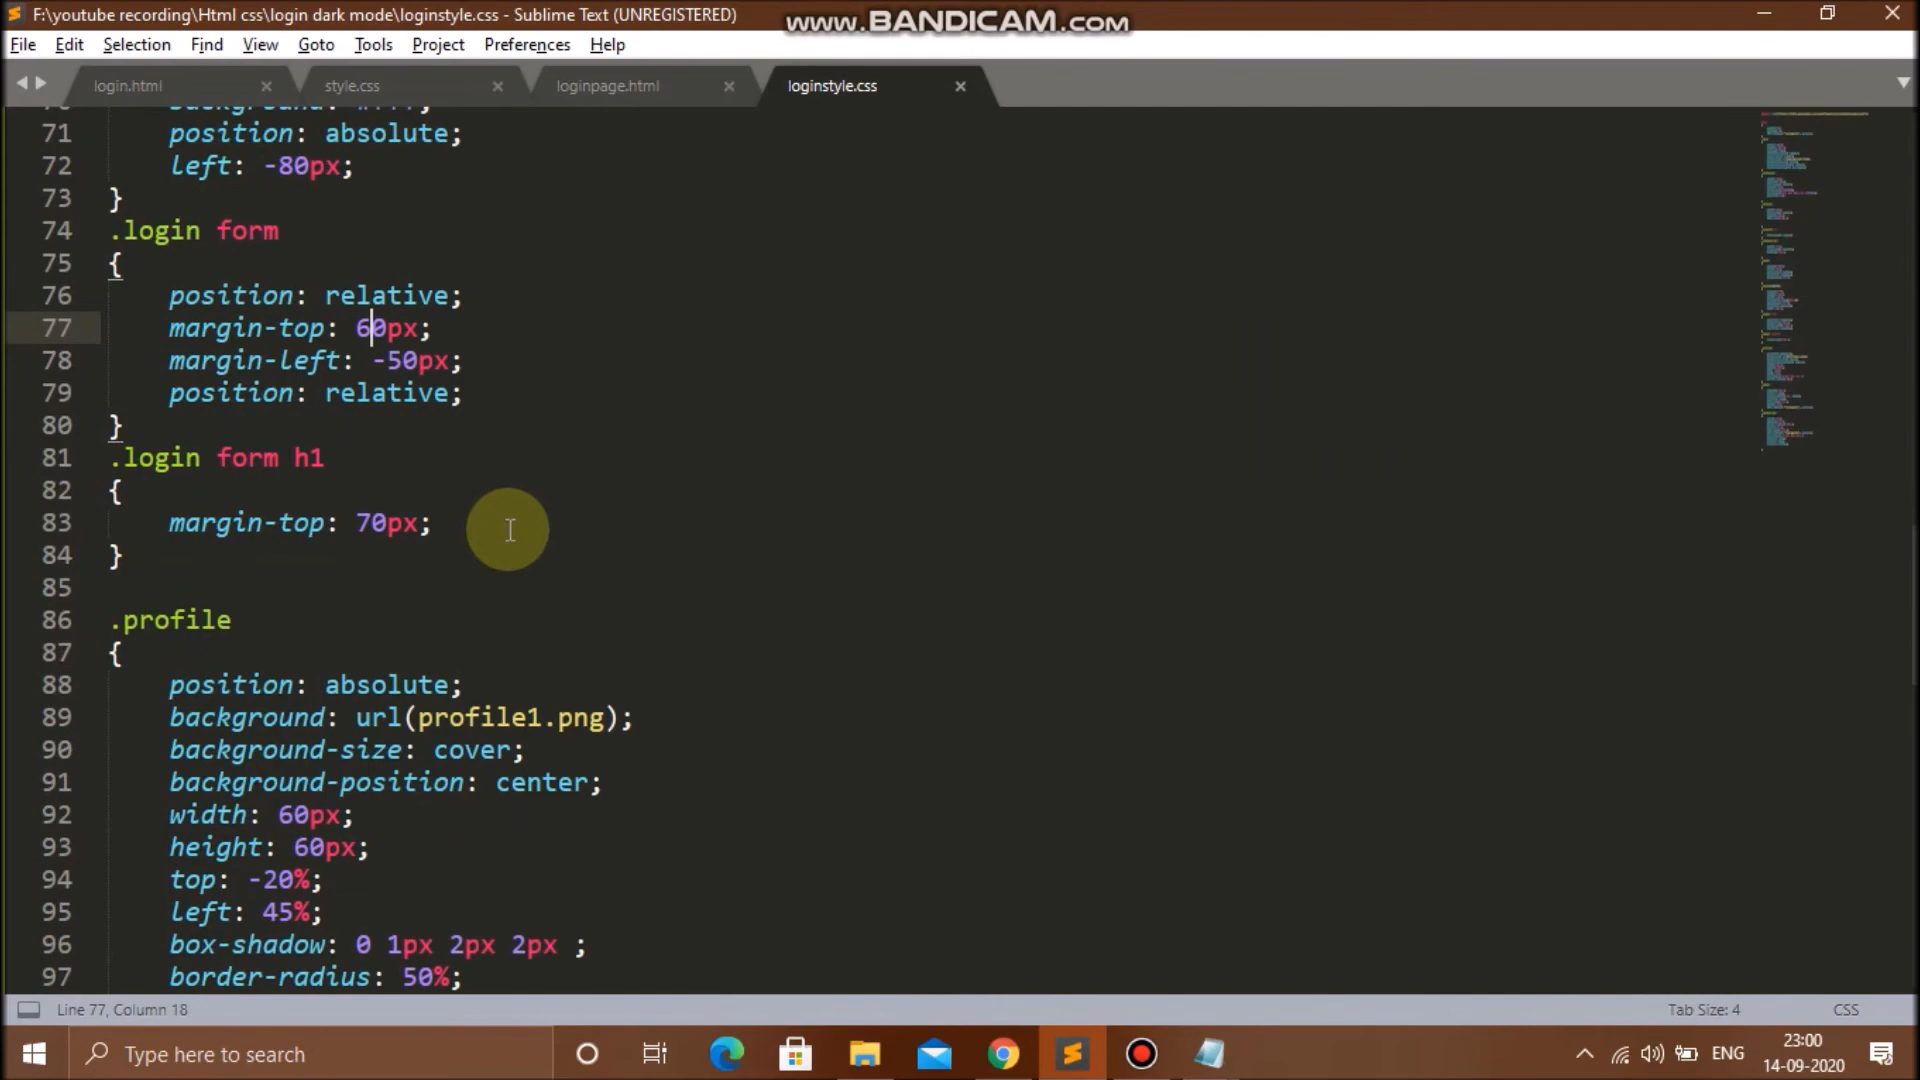 F:\youtube recording\Html css\login dark mode\loginstyle.css - Sublime Text (UNREGISTERED)
www.BANDICAM.com
File Edit Selection Find View Goto Tools Project Preferences Help
login.html style.css loginpage.html loginstyle.css
71 position: absolute;
72 left: -80px;
73 }
74 .login form
75 {
76 position: relative;
77 margin-top: 60px;
78 margin-left: -50px;
79 position: relative;
80 }
81 .login form h1
82 {
83 margin-top: 70px;
84 }
85
86 .profile
87 {
88 position: absolute;
89 background: url(profile1.png);
90 background-size: cover;
91 background-position: center;
92 width: 60px;
93 height: 60px;
94 top: -20%;
95 left: 45%;
96 box-shadow: 0 1px 2px 2px ;
97 border-radius: 50%;
Line 77, Column 18 Tab Size: 4 CSS
Type here to search ENG 23:00
14-09-2020